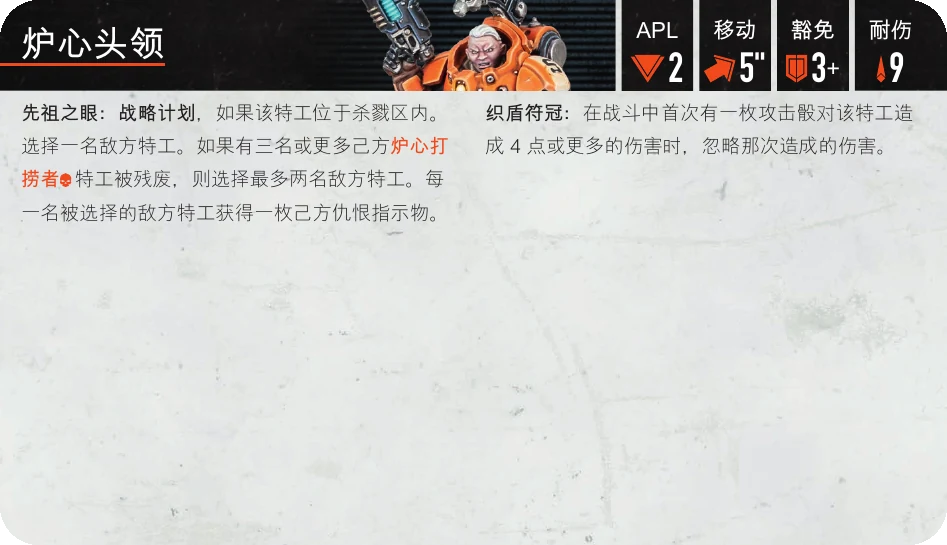 炉心头领
APL 移动 豁免 耐伤
2 5" 3+ 9
先祖之眼：战略计划，如果该特工位于杀戮区内。
选择一名敌方特工。如果有三名或更多己方炉心打
捞者特工被残废，则选择最多两名敌方特工。每
一名被选择的敌方特工获得一枚己方仇恨指示物。
织盾符冠：在战斗中首次有一枚攻击骰对该特工造
成 4 点或更多的伤害时，忽略那次造成的伤害。